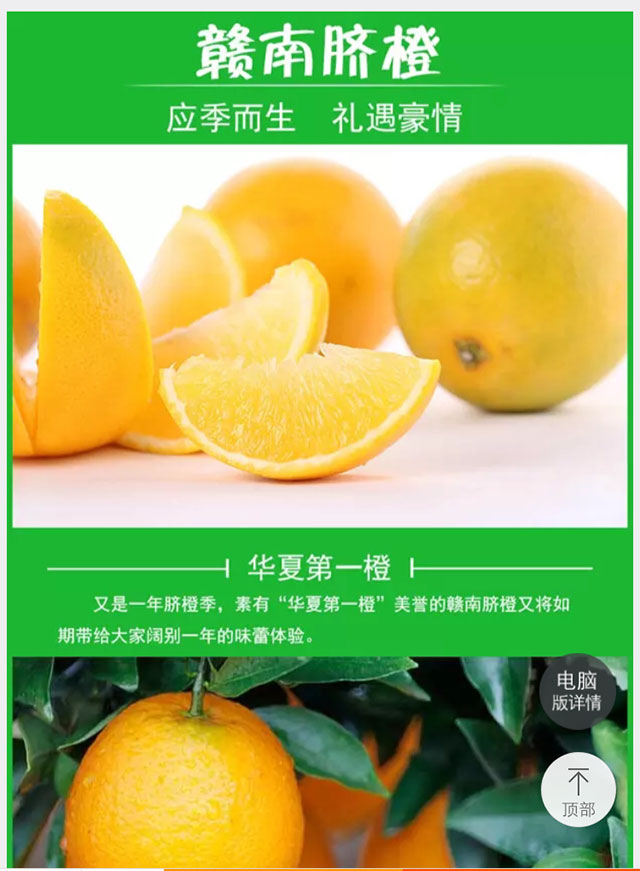 赣南脐橙
应季而生 礼遇豪情
华夏第一橙
又是一年脐橙季，素有“华夏第一橙”美誉的赣南脐橙又将如
期带给大家阔别一年的味蕾体验。
电脑
版详情
顶部